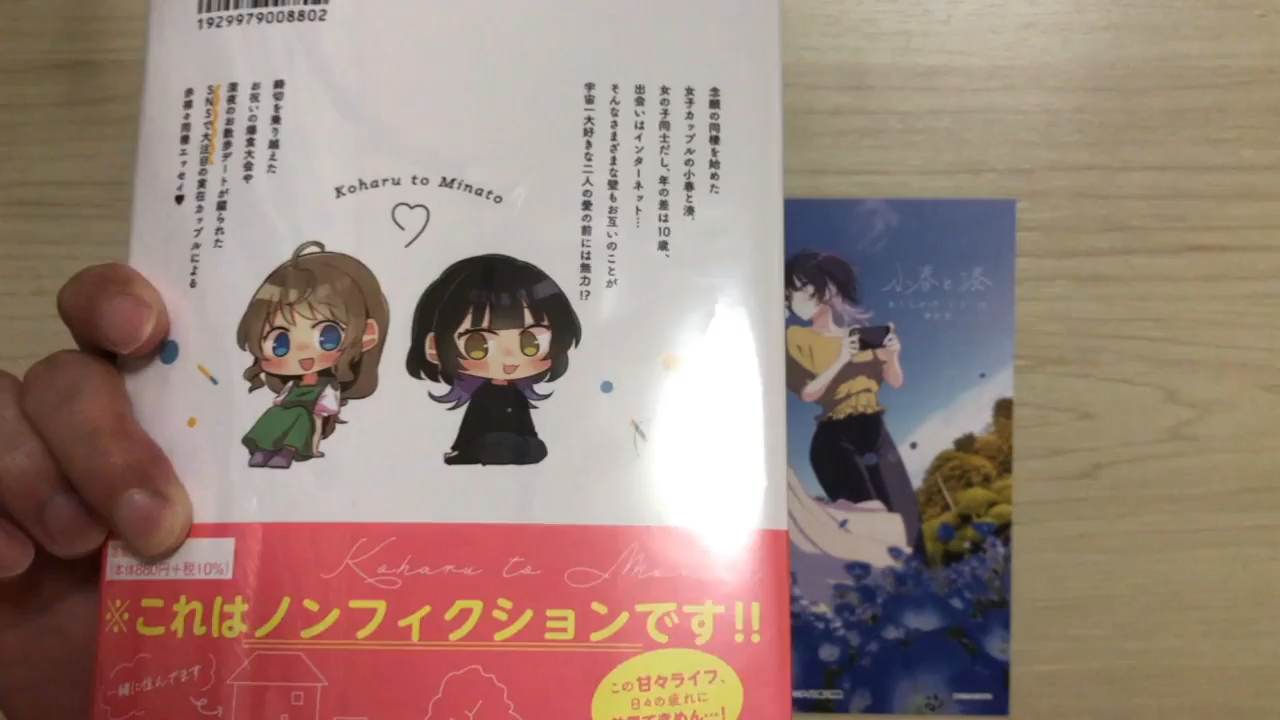 1929979008802
念願の同棲を始めた
女子カップルの小春と湊。
女の子同士だし、年の差は10歳、
出会いはインターネット…
そんなさまざまな壁もお互いのことが
宇宙一大好きな二人の愛の前には無力!?
締切を乗り越えた
お祝いの爆食大会や
深夜のお散歩デートが綴られた
SNSで大注目の実在カップルによる
赤裸々同棲エッセイ♥
Koharu to Minato
小春と湊
(本体880円+税10%)
Koharu to
※これはノンフィクションです!!
一緒に住んでます
この甘々ライフ、
日々の疲れに